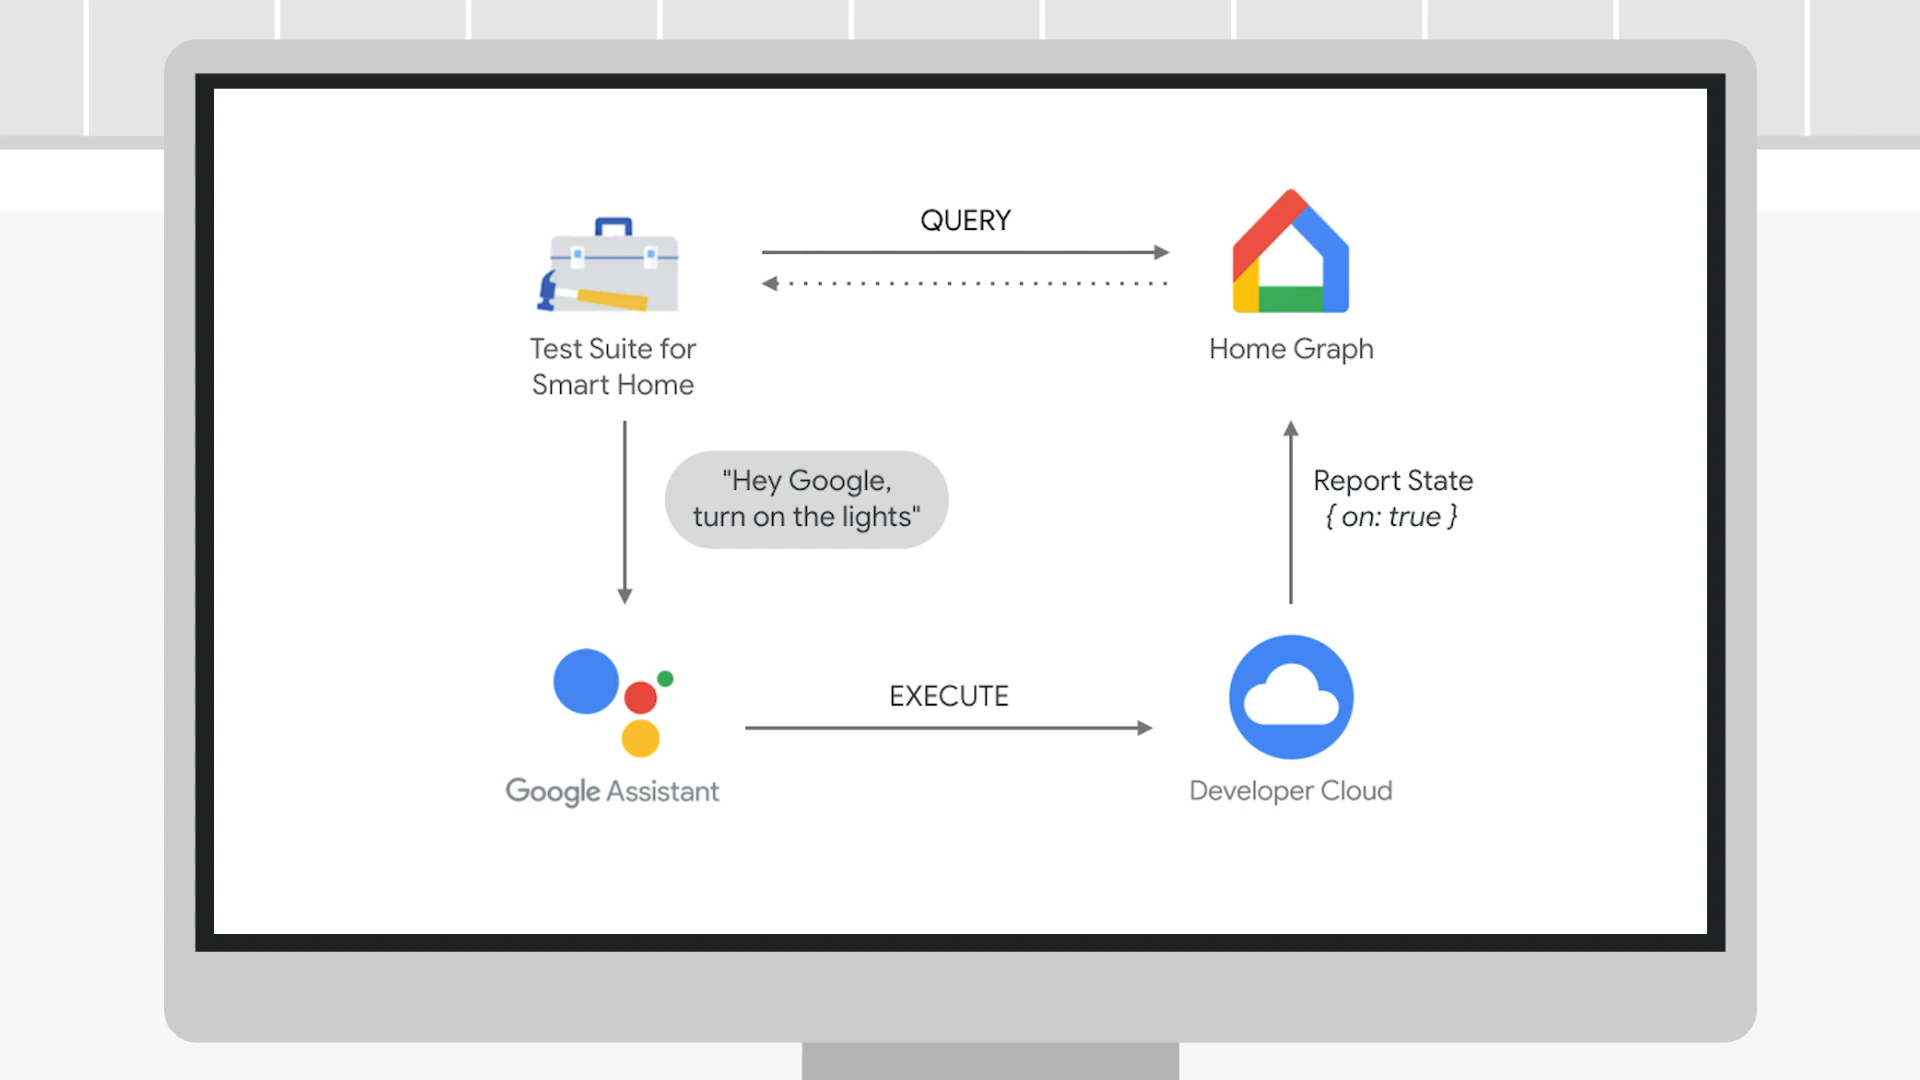 QUERY
Test Suite for
Smart Home
Home Graph
"Hey Google,
turn on the lights"
Report State
{ on: true }
EXECUTE
Google Assistant
Developer Cloud